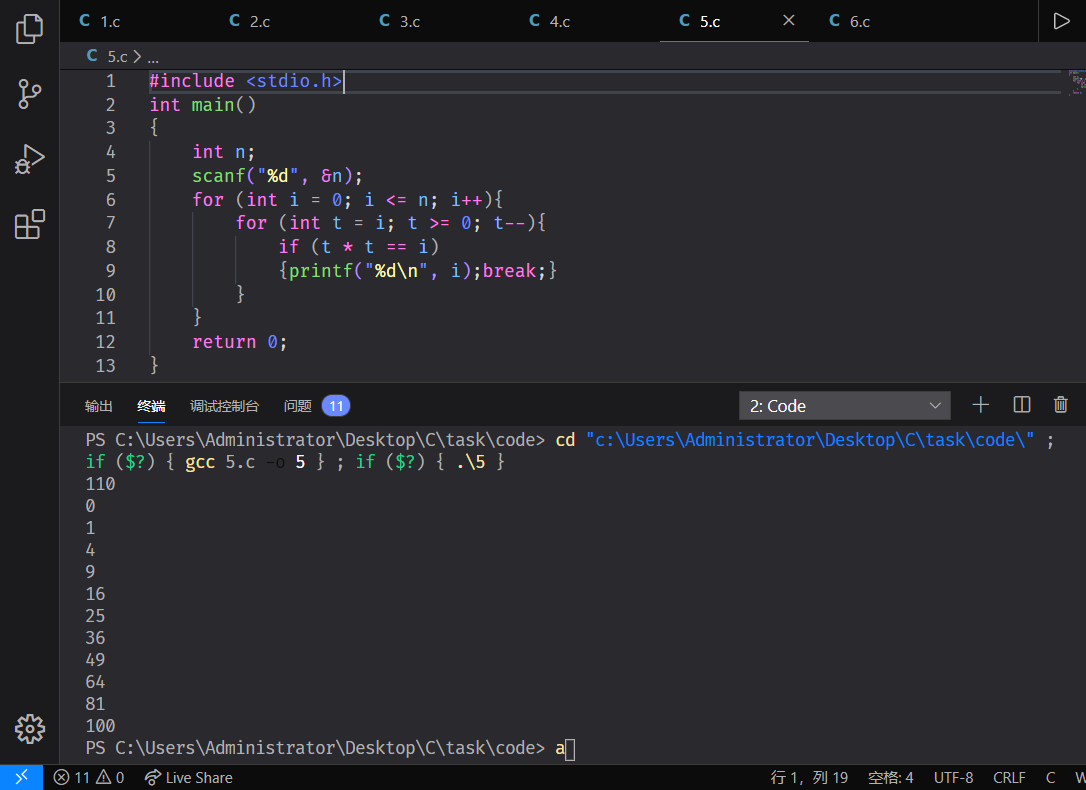 C 1.c C 2.c C 3.c C 4.c C 5.c × C 6.c
C 5.c > ...
1 #include <stdio.h>
2 int main()
3 {
4 int n;
5 scanf("%d", &n);
6 for (int i = 0; i <= n; i++){
7 for (int t = i; t >= 0; t--){
8 if (t * t == i)
9 {printf("%d\n", i);break;}
10 }
11 }
12 return 0;
13 }
输出 终端 调试控制台 问题 11 2: Code
PS C:\Users\Administrator\Desktop\C\task\code> cd "c:\Users\Administrator\Desktop\C\task\code\" ;
if ($?) { gcc 5.c -o 5 } ; if ($?) { .\5 }
110
0
1
4
9
16
25
36
49
64
81
100
PS C:\Users\Administrator\Desktop\C\task\code> a
11 0 Live Share 行 1，列 19 空格: 4 UTF-8 CRLF C W